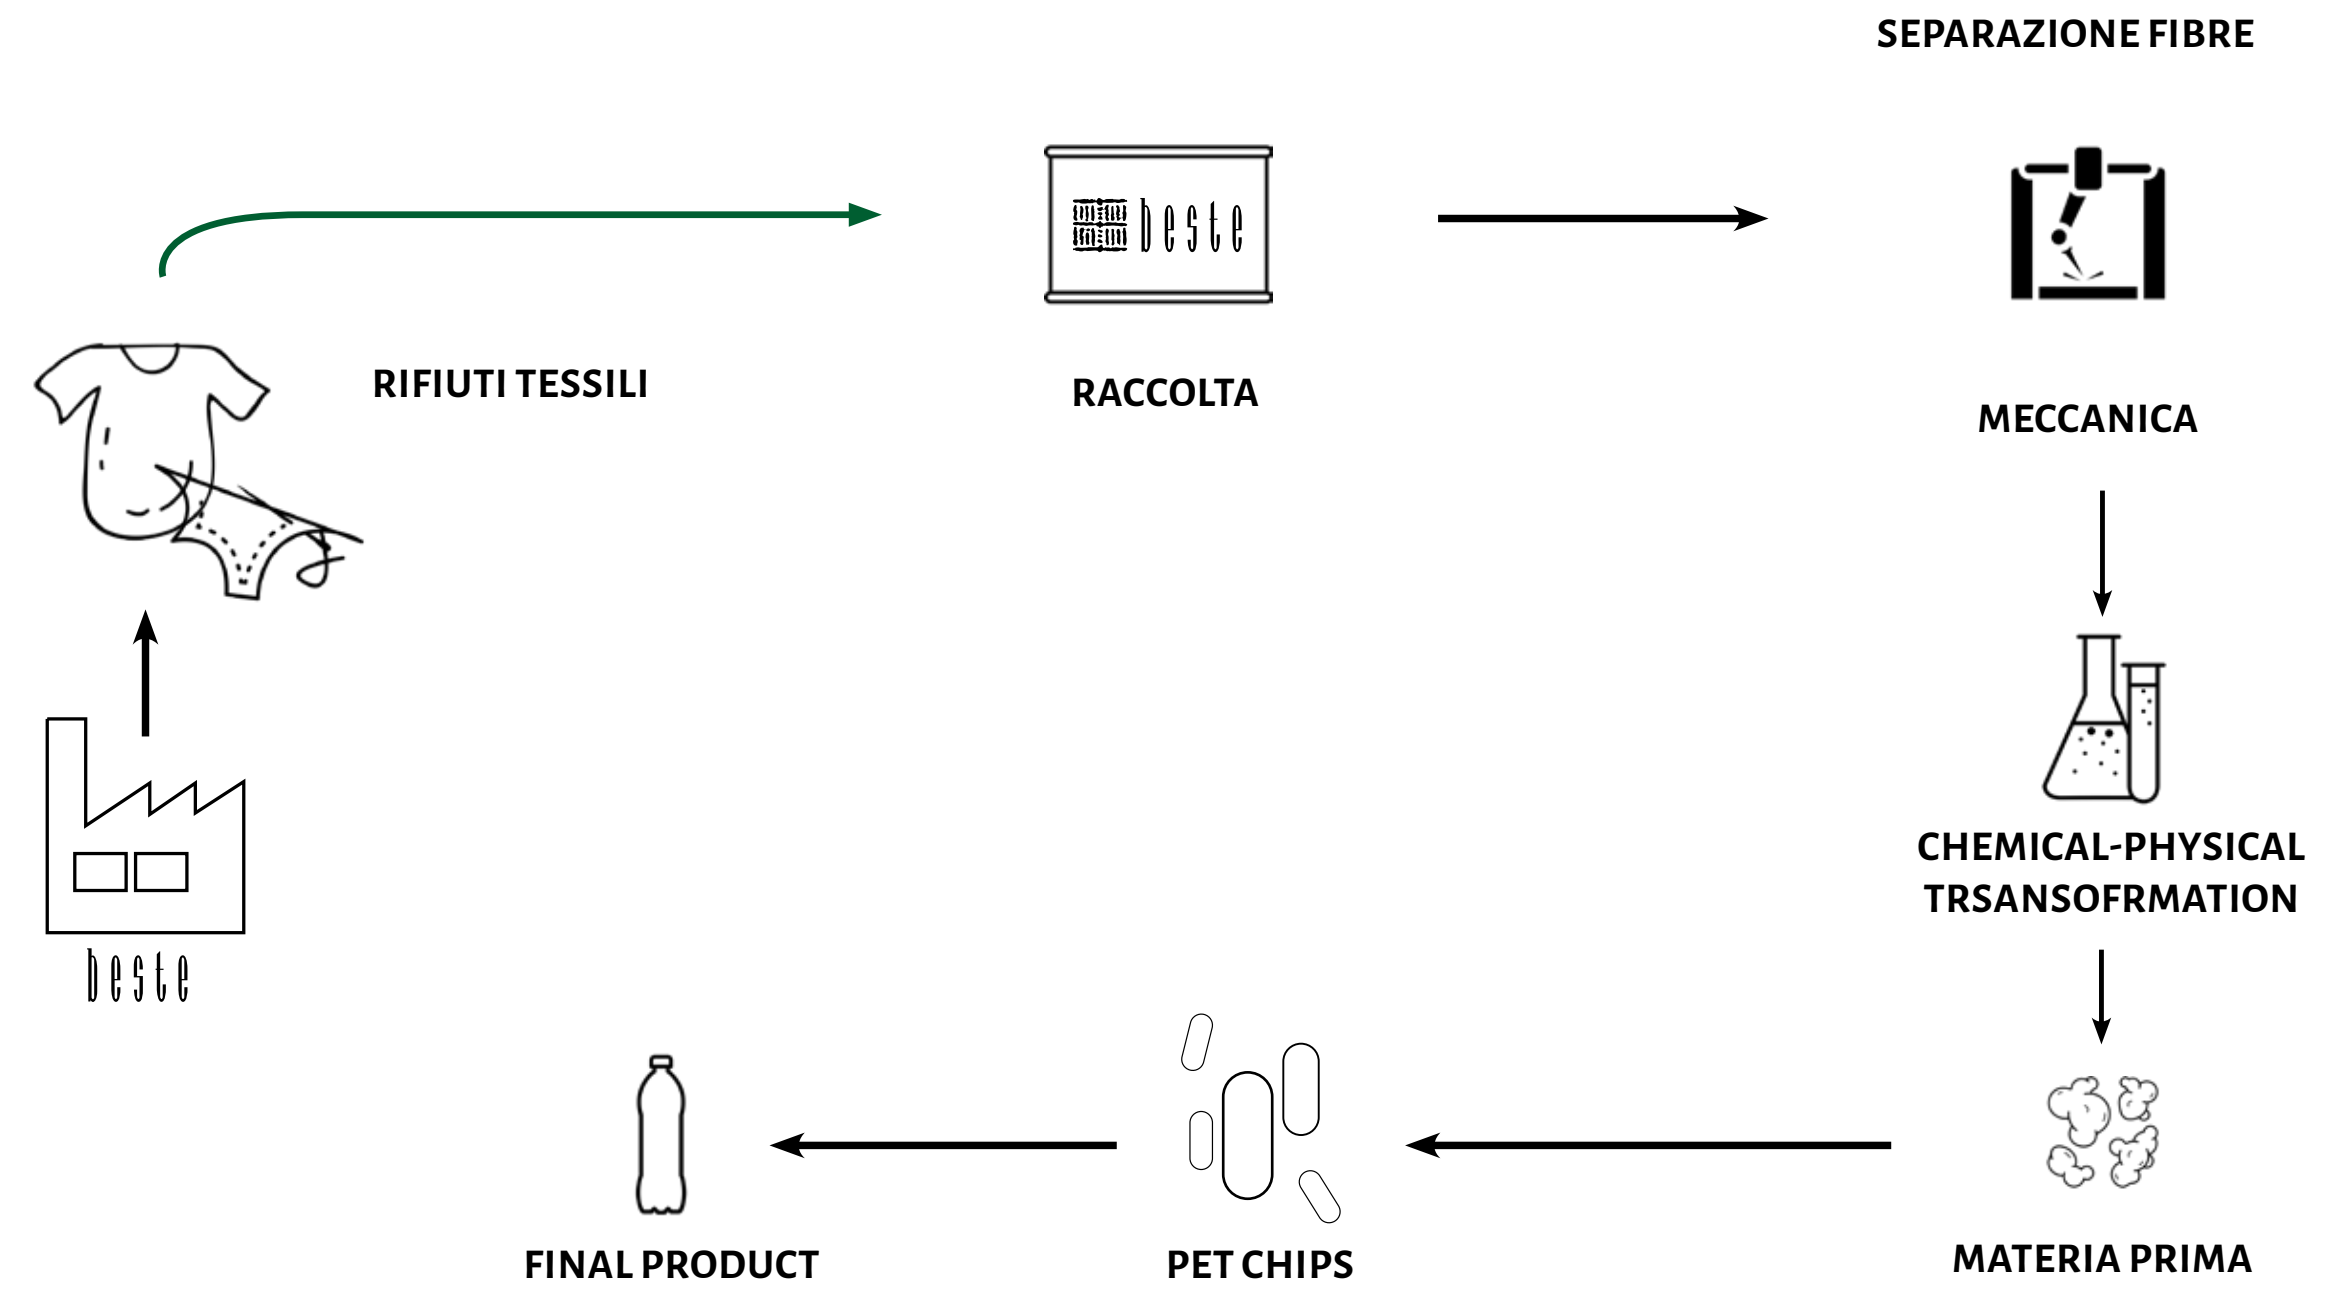 SEPARAZIONE FIBRE
beste
RIFIUTI TESSILI
RACCOLTA
MECCANICA
CHEMICAL-PHYSICAL
TRSANSOFRMATION
beste
FINAL PRODUCT
PET CHIPS
MATERIA PRIMA